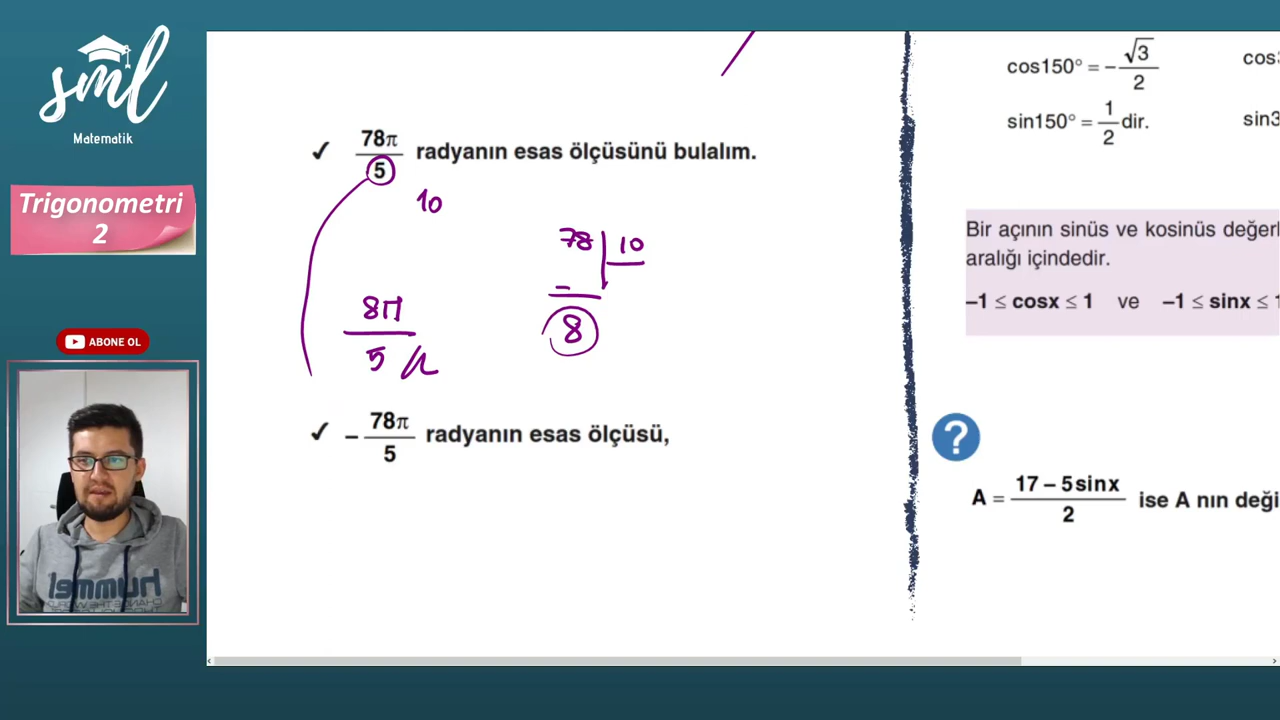 sml
Matematik
Trigonometri
2
ABONE OL
hummel
✓ 78π/5 radyanın esas ölçüsünü bulalım.
10
78 | 10
-
8
8π/5
✓ -78π/5 radyanın esas ölçüsü,
cos150° = -√3/2
cos
sin150° = 1/2 dir.
Bir açının sinüs ve kosinüs
aralığı içindedir.
-1 ≤ cosx ≤ 1 ve -1 ≤ sinx ≤
?
A = (17 - 5sinx)/2 ise A nın